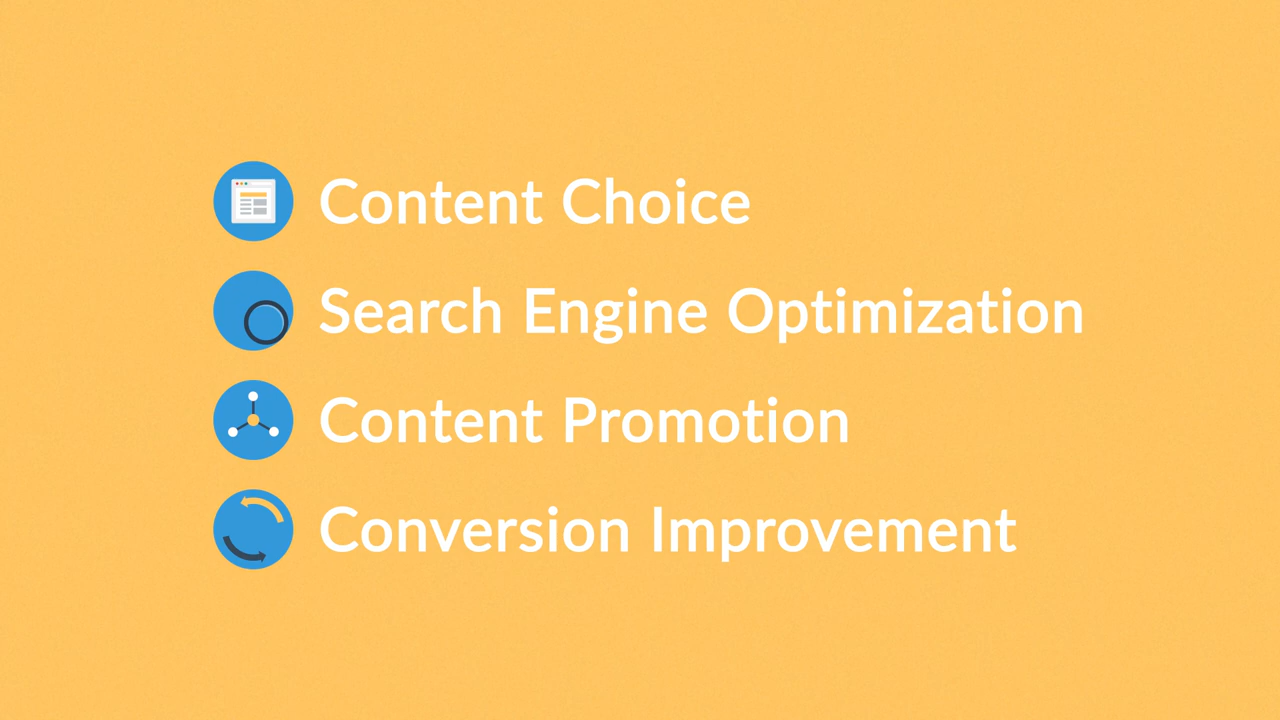 Content Choice
Search Engine Optimization
Content Promotion
Conversion Improvement